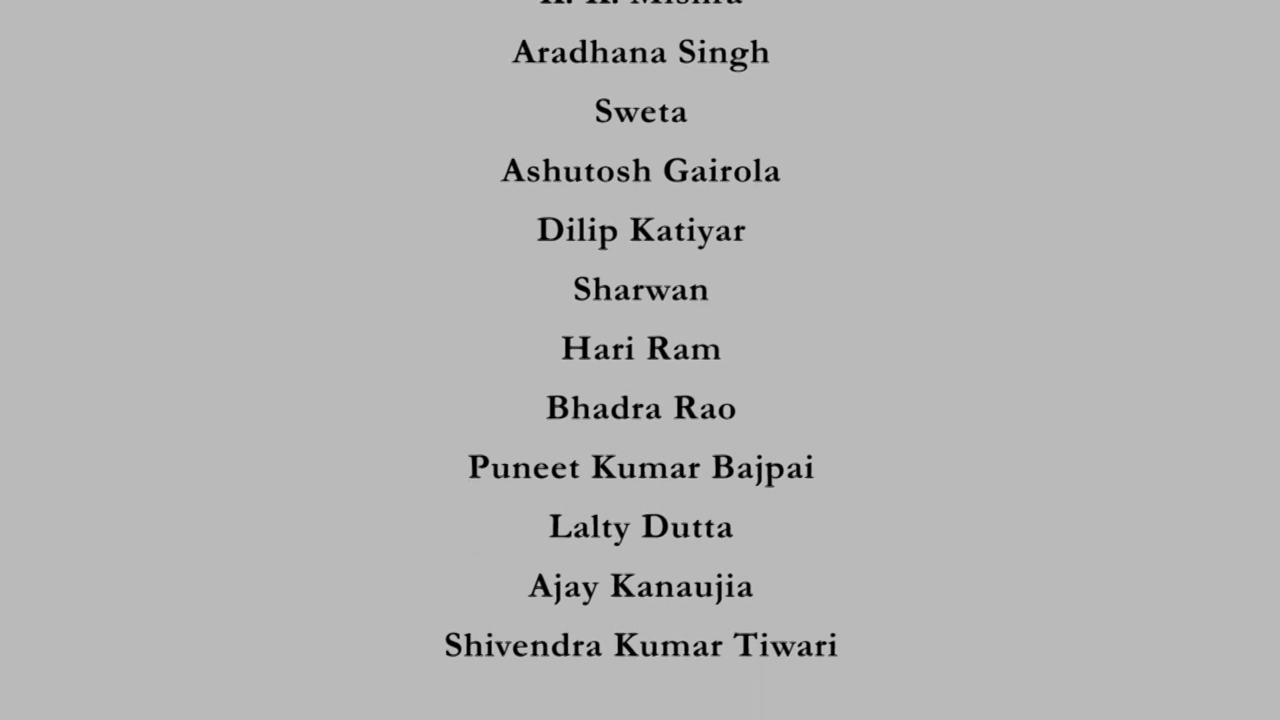 Aradhana Singh
Sweta
Ashutosh Gairola
Dilip Katiyar
Sharwan
Hari Ram
Bhadra Rao
Puneet Kumar Bajpai
Lalty Dutta
Ajay Kanaujia
Shivendra Kumar Tiwari